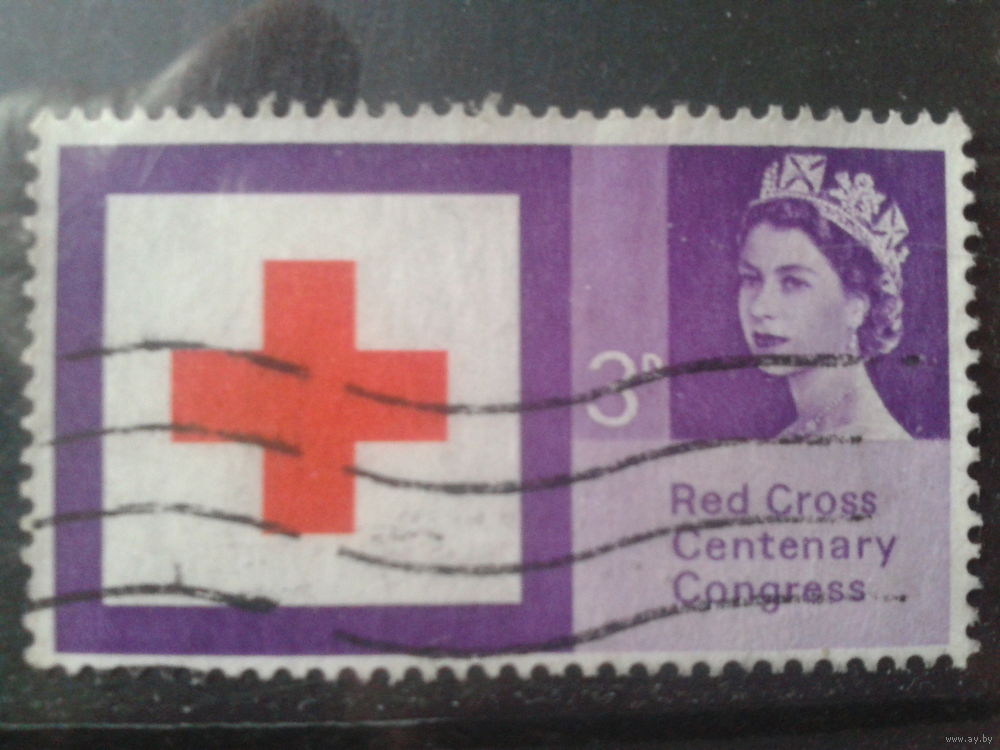 3D
Red Cross
Centenary
Congress
www.ay.by